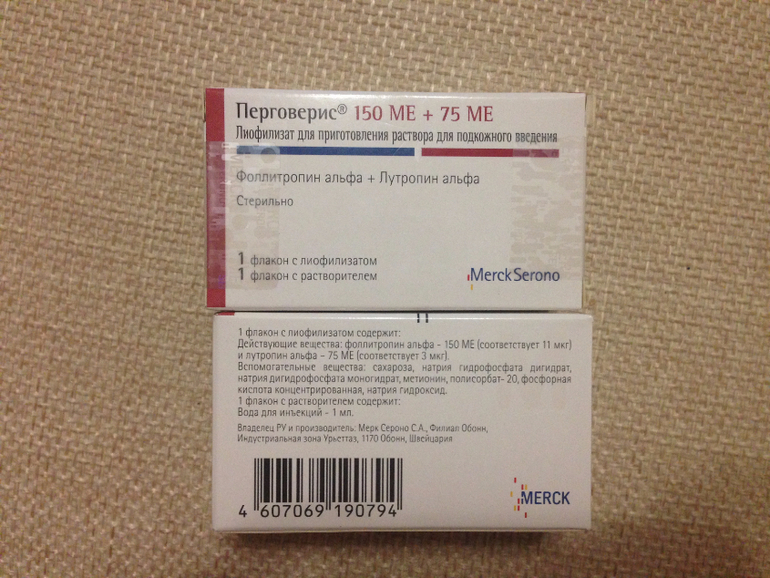 Перговерис® 150 МЕ + 75 МЕ
Лиофилизат для приготовления раствора для подкожного введения
Фоллитропин альфа + Лутропин альфа
Стерильно
1 флакон с лиофилизатом
1 флакон с растворителем
MerckSerono
1 флакон с лиофилизатом содержит:
Действующие вещества: фоллитропин альфа - 150 МЕ (соответствует 11 мкг)
и лутропин альфа - 75 МЕ (соответствует 3 мкг).
Вспомогательные вещества: сахароза, натрия гидрофосфата дигидрат,
натрия дигидрофосфата моногидрат, метионин, полисорбат- 20, фосфорная
кислота концентрированная, натрия гидроксид.
1 флакон с растворителем содержит:
Вода для инъекций - 1 мл.
Владелец РУ и производитель: Мерк Сероно С.А., Филиал Обонн,
Индустриальная зона Урьеттаз, 1170 Обонн, Швейцария
4 607069 190794
MERCK